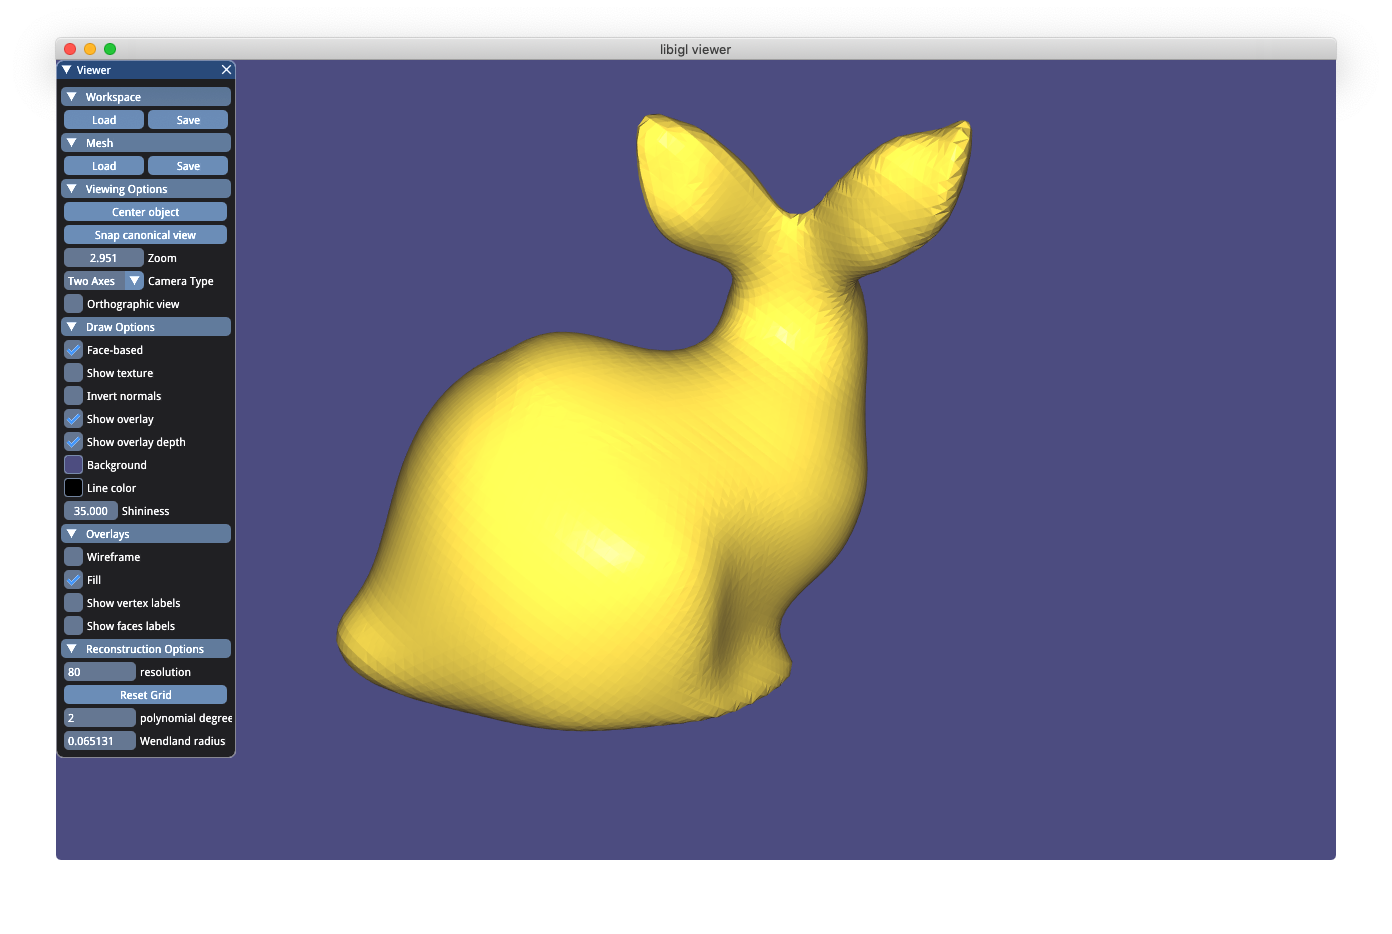 libigl viewer
Viewer
Workspace
Load Save
Mesh
Load Save
Viewing Options
Center object
Snap canonical view
2.951 Zoom
Two Axes Camera Type
Orthographic view
Draw Options
Face-based
Show texture
Invert normals
Show overlay
Show overlay depth
Background
Line color
35.000 Shininess
Overlays
Wireframe
Fill
Show vertex labels
Show faces labels
Reconstruction Options
80 resolution
Reset Grid
2 polynomial degree
0.065131 Wendland radius